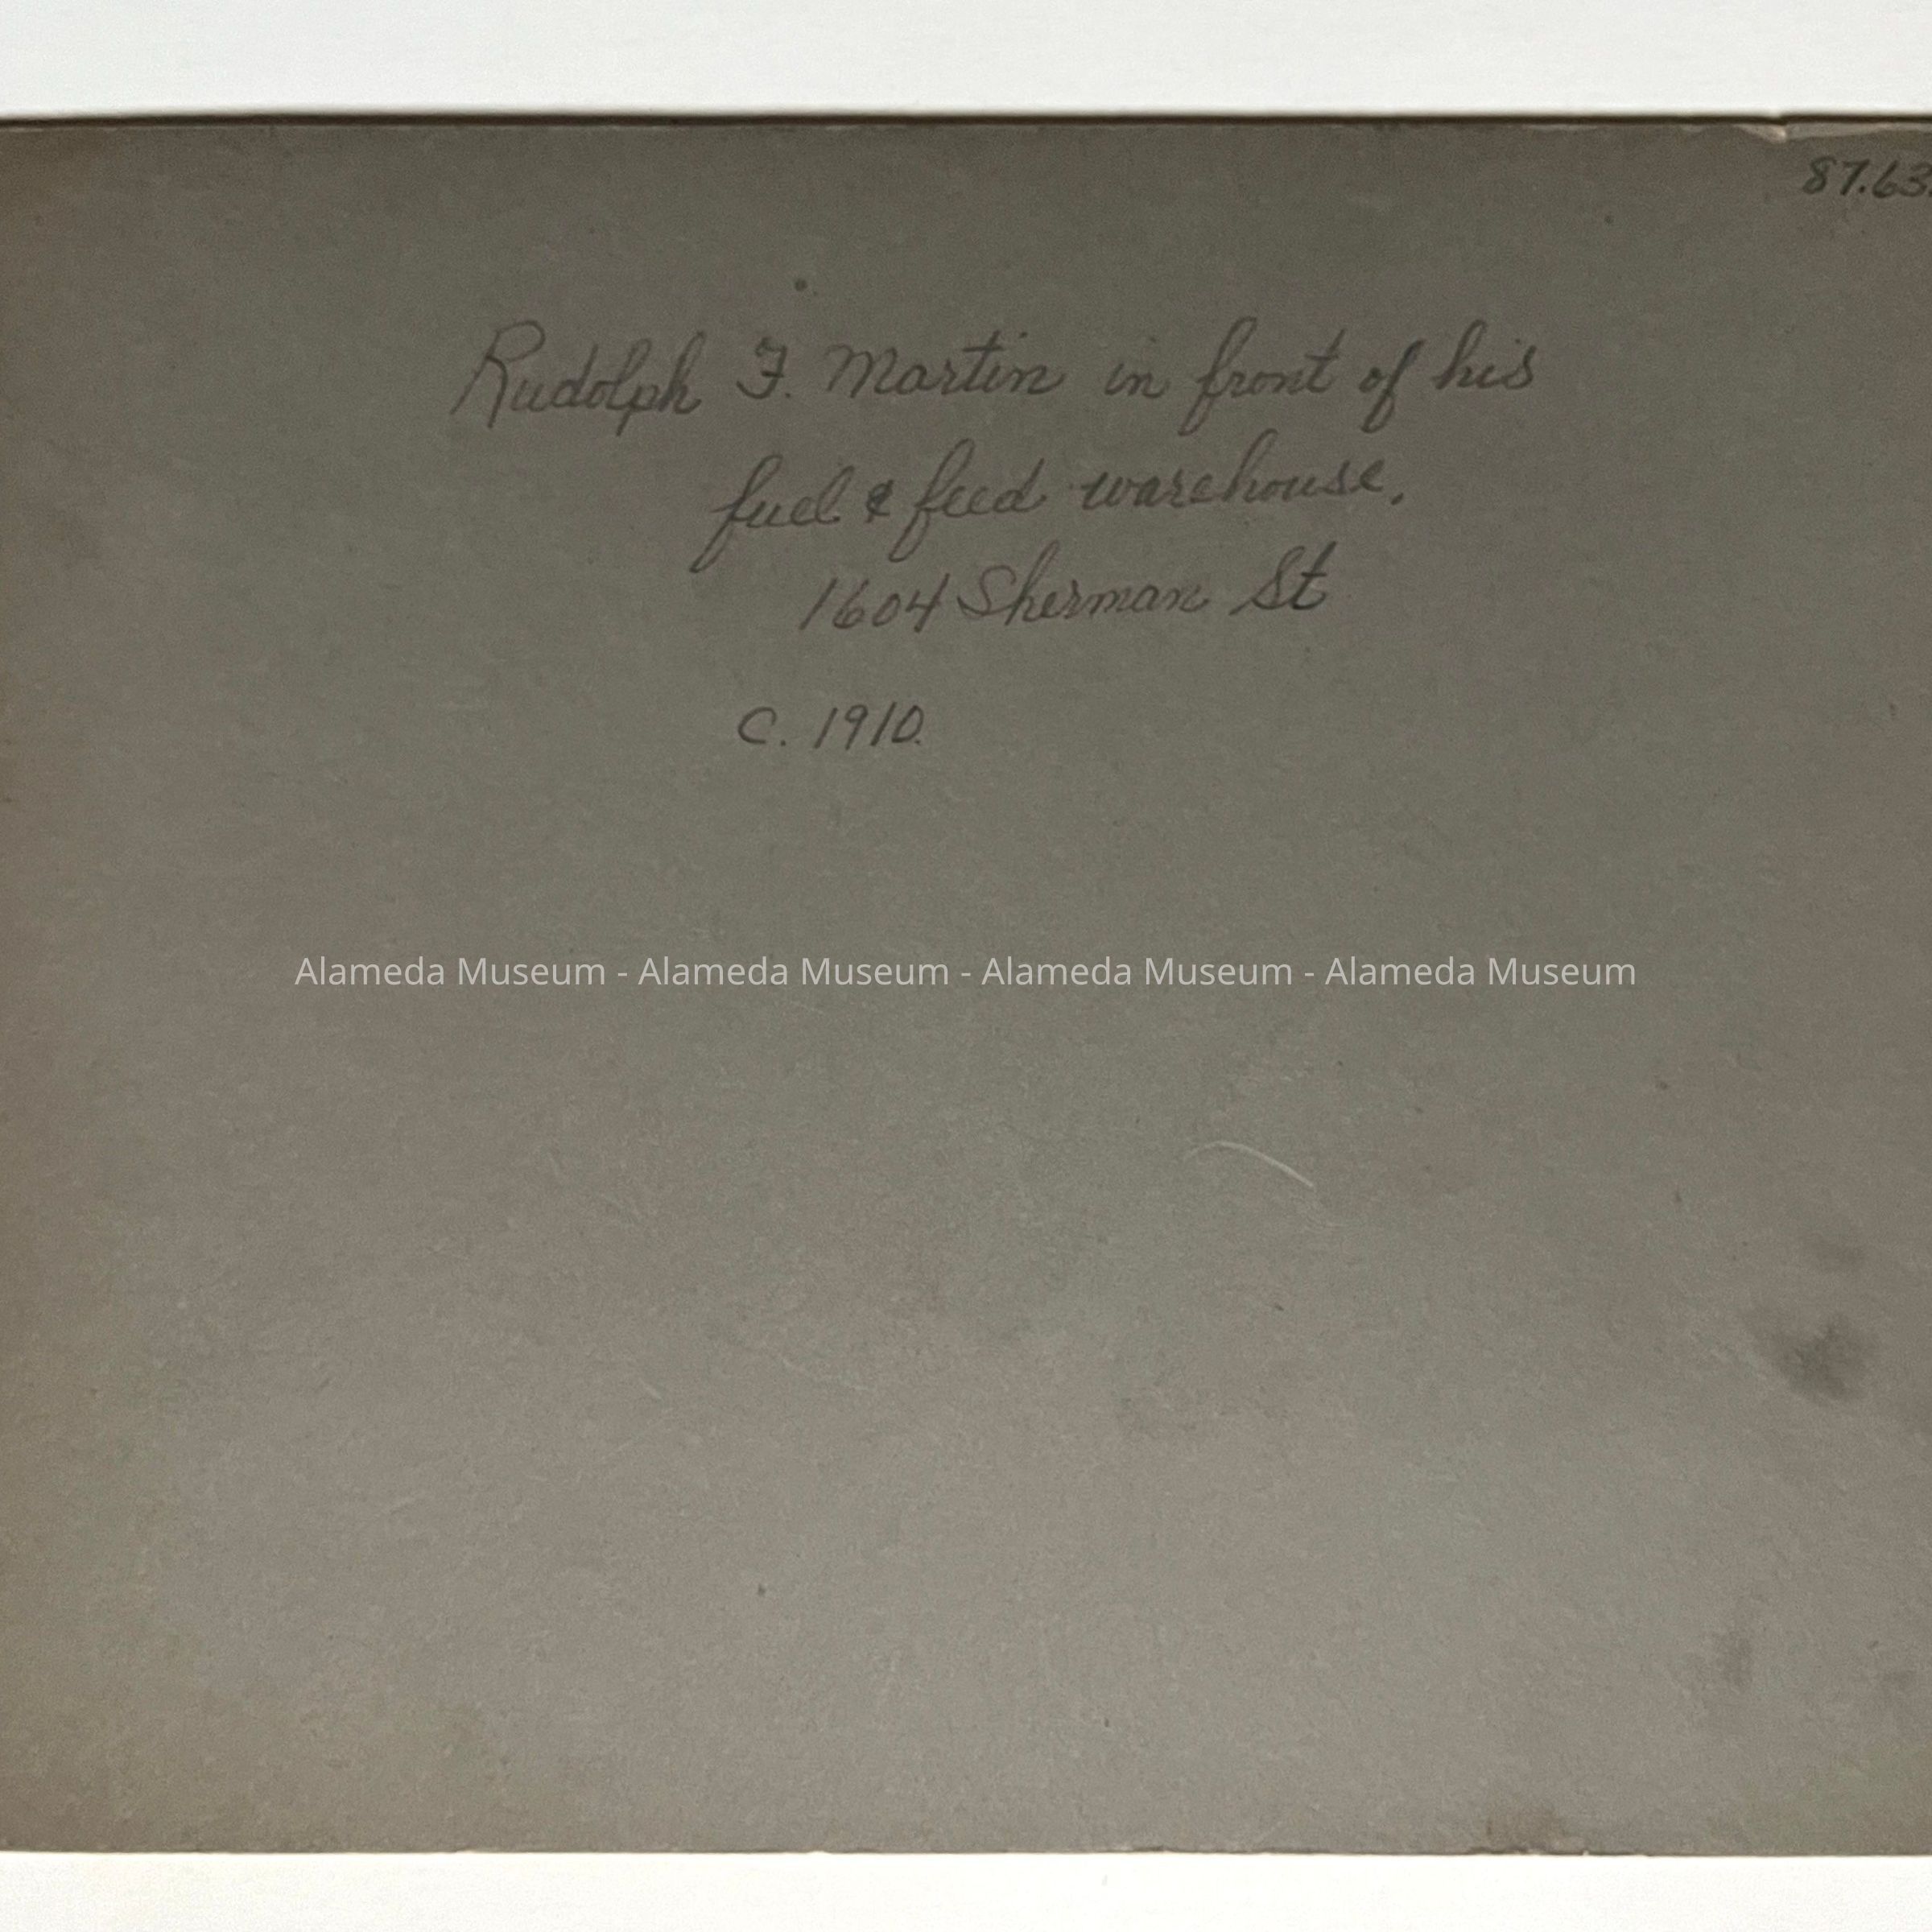 87.63.
Rudolph F. Martin in front of his
fuel & feed warehouse.
1604 Sherman St
C. 1910.
Alameda Museum - Alameda Museum - Alameda Museum - Alameda Museum